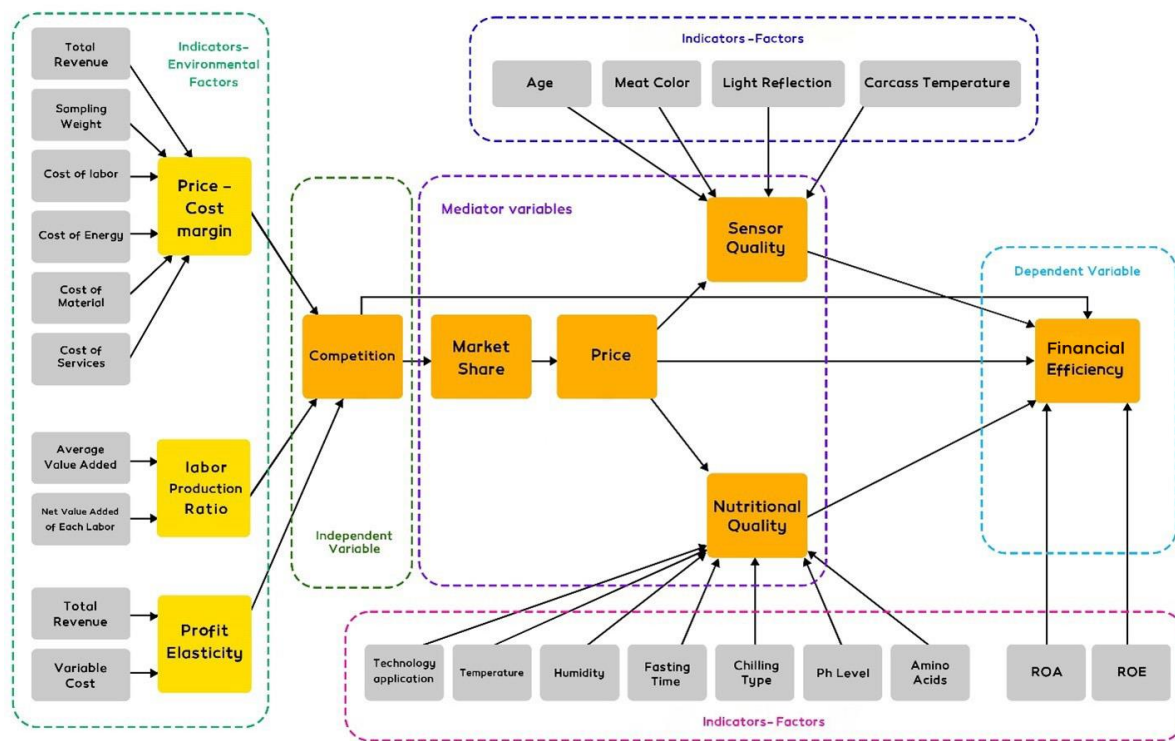 Total
Revenue
Sampling
Weight
Cost of labor
Cost of Energy
Cost of
Material
Cost of
Services
Average
Value Added
Net Value Added
of Each Labor
Total
Revenue
Variable
Cost
Indicators-
Environmental
Factors
Price -
Cost
margin
labor
Production
Ratio
Profit
Elasticity
Competition
Independent
Variable
Indicators-Factors
Age
Meat Color
Light Reflection
Carcass Temperature
Mediator variables
Market
Share
Price
Sensor
Quality
Nutritional
Quality
Dependent Variable
Financial
Efficiency
Technology
application
Temperature
Humidity
Fasting
Time
Chilling
Type
Ph Level
Amino
Acids
ROA
ROE
Indicators-Factors